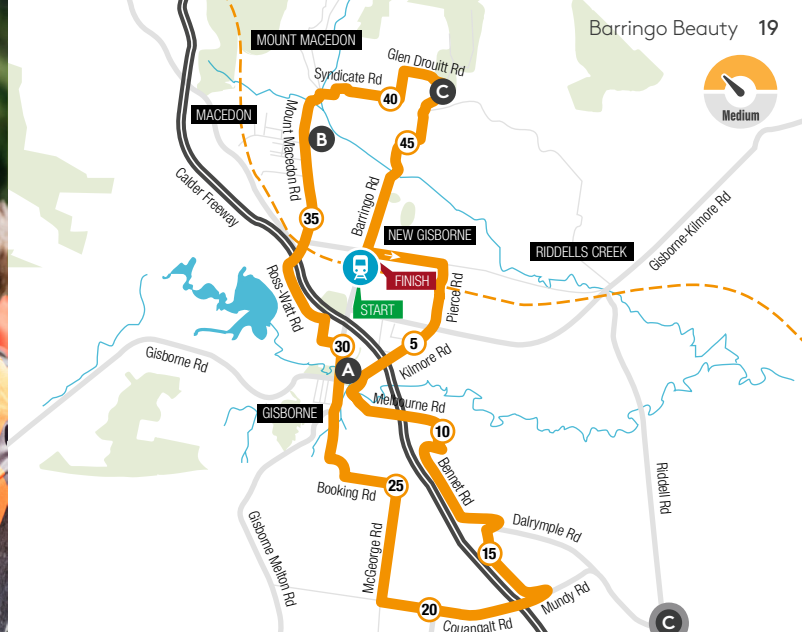 Barringo Beauty 19
MOUNT MACEDON
Glen Drouitt Rd
Syndicate Rd
40
C
Medium
MACEDON
Mount Macedon Rd
B
45
Calder Freeway
Barringo Rd
35
NEW GISBORNE
Gisborne-Kilmore Rd
RIDDELLS CREEK
FINISH
START
Ross-Watt Rd
Pierce Rd
30
5
Kilmore Rd
Gisborne Rd
A
Melbourne Rd
GISBORNE
10
Bennet Rd
Booking Rd
25
Riddell Rd
Dalrymple Rd
Gisborne Melton Rd
McGeorge Rd
15
Mundy Rd
20
Couangalt Rd
C